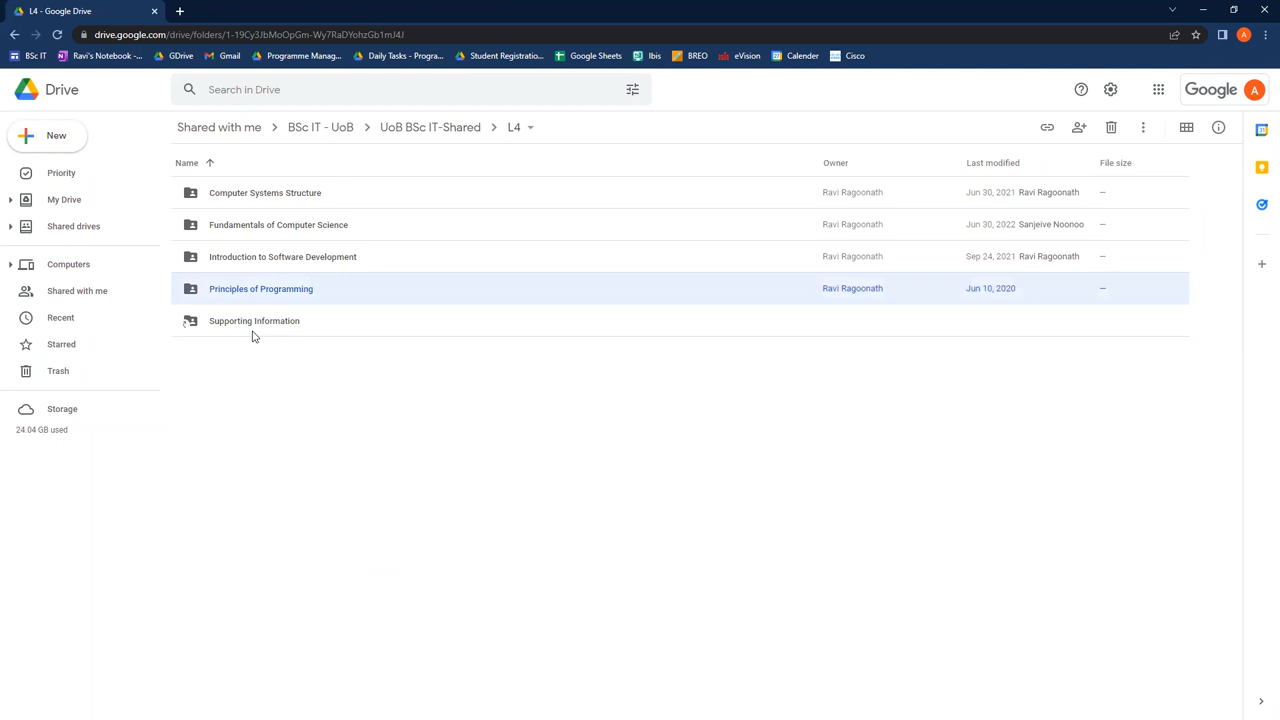 L4 - Google Drive
drive.google.com/drive/folders/1-19Cy3JbMoOpGm-Wy7RaDYohzGb1mJ4J
BSc IT Ravi's Notebook -... GDrive Gmail Programme Manag... Daily Tasks - Progra... Student Registratio... Google Sheets Ibis BREO eVision Calender Cisco
Drive Search in Drive Google A
New Shared with me > BSc IT - UoB > UoB BSc IT-Shared > L4
Name Owner Last modified File size
Priority
My Drive
Shared drives
Computers
Shared with me
Recent
Starred
Trash
Storage
24.04 GB used
Computer Systems Structure Ravi Ragoonath Jun 30, 2021 Ravi Ragoonath —
Fundamentals of Computer Science Ravi Ragoonath Jun 30, 2022 Sanjeive Noonoo —
Introduction to Software Development Ravi Ragoonath Sep 24, 2021 Ravi Ragoonath —
Principles of Programming Ravi Ragoonath Jun 10, 2020 —
Supporting Information